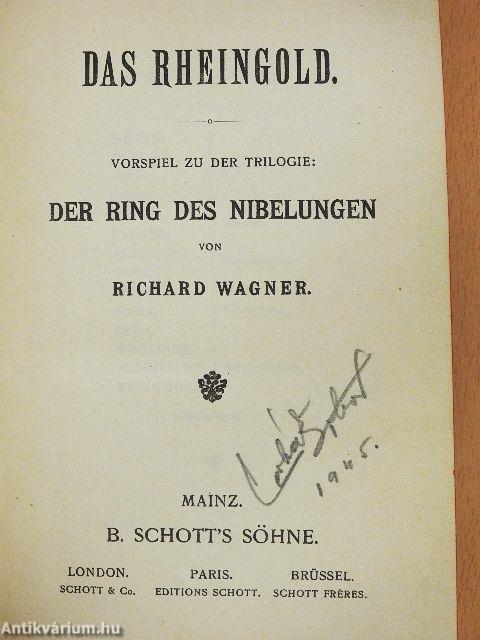 DAS RHEINGOLD.
VORSPIEL ZU DER TRILOGIE:
DER RING DES NIBELUNGEN
VON
RICHARD WAGNER.
1945.
MAINZ.
B. SCHOTT'S SÖHNE.
LONDON. PARIS. BRÜSSEL.
SCHOTT & Co. EDITIONS SCHOTT. SCHOTT FRÈRES.
Antikvárium.hu